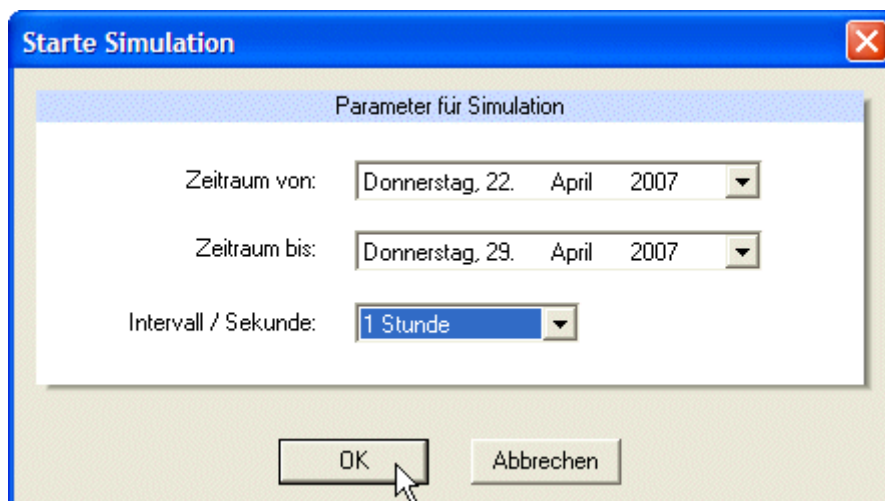 Starte Simulation
Parameter für Simulation
Zeitraum von: Donnerstag, 22. April 2007
Zeitraum bis: Donnerstag, 29. April 2007
Intervall / Sekunde: 1 Stunde
OK Abbrechen